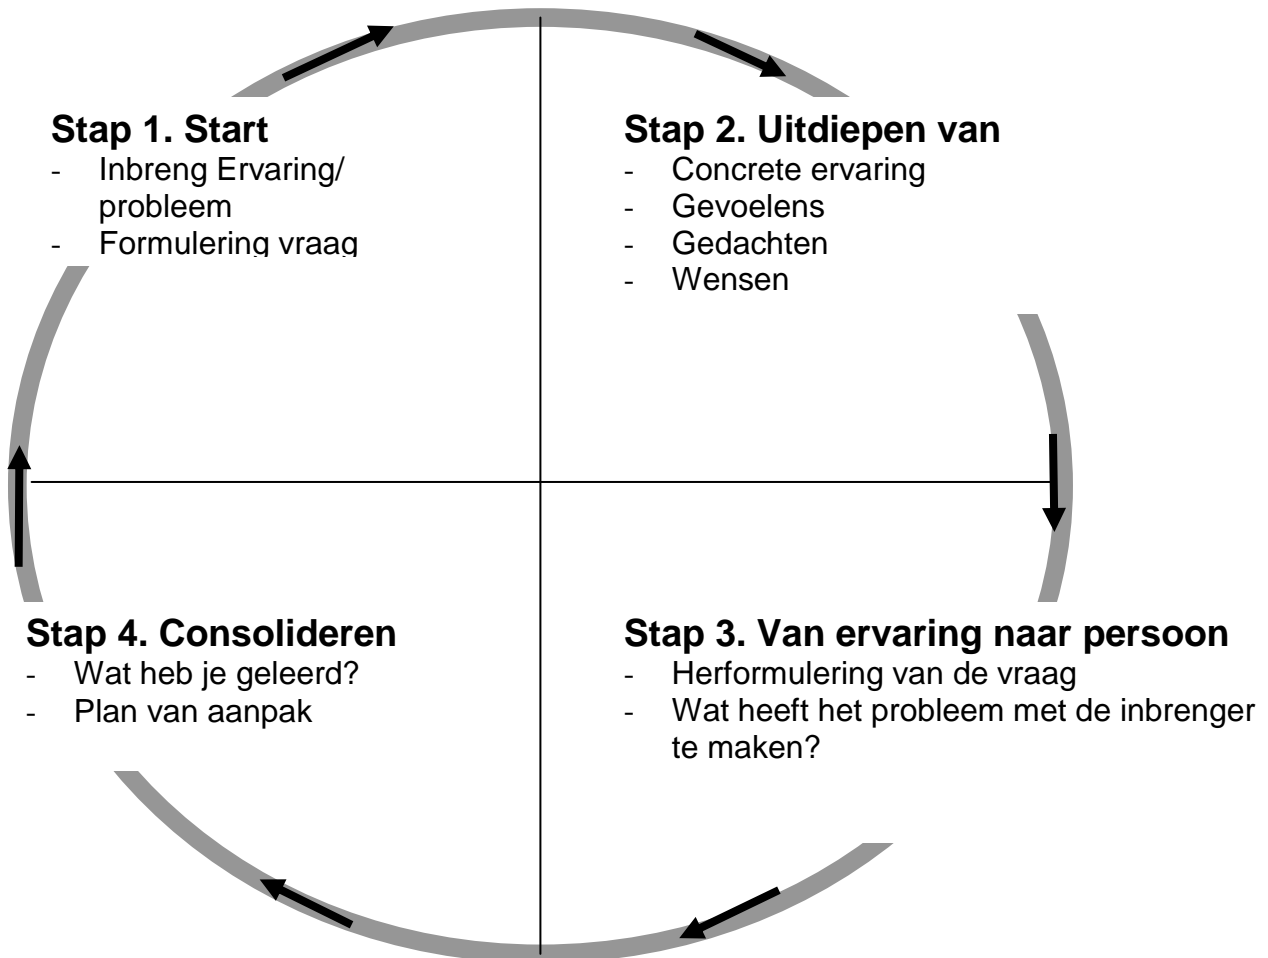 Stap 1. Start
- Inbreng Ervaring/
probleem
- Formulering vraag
Stap 2. Uitdiepen van
- Concrete ervaring
- Gevoelens
- Gedachten
- Wensen
Stap 3. Van ervaring naar persoon
- Herformulering van de vraag
- Wat heeft het probleem met de inbrenger
te maken?
Stap 4. Consolideren
- Wat heb je geleerd?
- Plan van aanpak